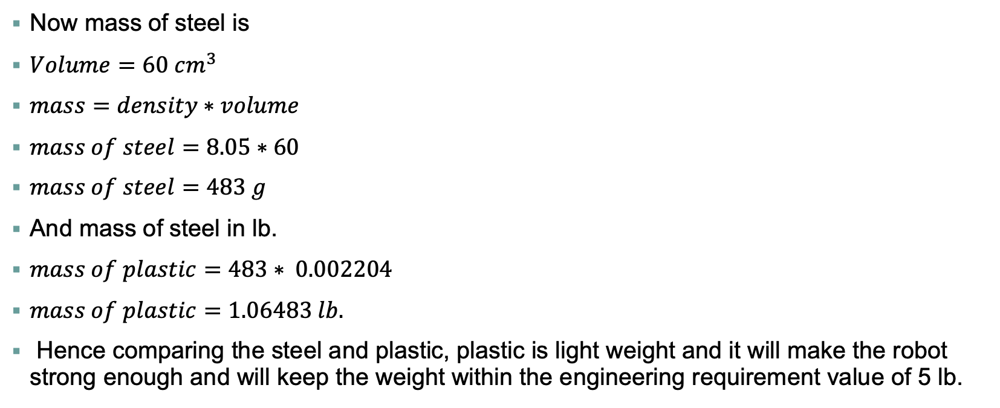 ▪ Now mass of steel is
▪ Volume = 60 cm³
▪ mass = density ∗ volume
▪ mass of steel = 8.05 ∗ 60
▪ mass of steel = 483 g
▪ And mass of steel in lb.
▪ mass of plastic = 483 ∗ 0.002204
▪ mass of plastic = 1.06483 lb.
▪ Hence comparing the steel and plastic, plastic is light weight and it will make the robot
strong enough and will keep the weight within the engineering requirement value of 5 lb.